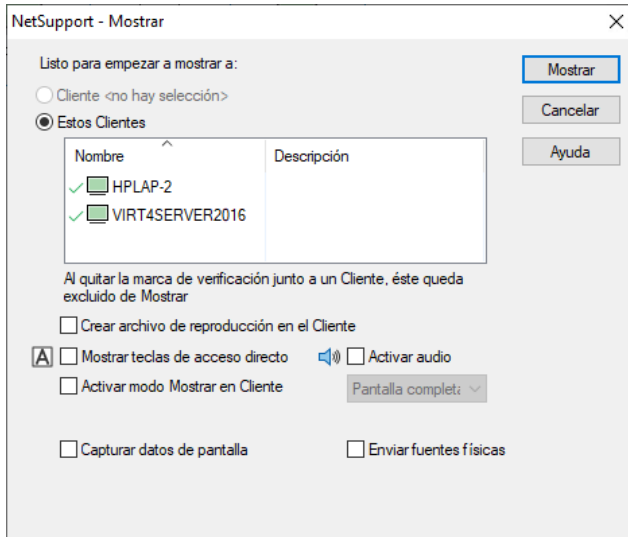 NetSupport - Mostrar
Listo para empezar a mostrar a:
Mostrar
Cliente <no hay selección>
Cancelar
Estos Clientes
Ayuda
Nombre Descripción
HPLAP-2
VIRT4SERVER2016
Al quitar la marca de verificación junto a un Cliente, éste queda
excluido de Mostrar
Crear archivo de reproducción en el Cliente
A Mostrar teclas de acceso directo Activar audio
Activar modo Mostrar en Cliente Pantalla completa
Capturar datos de pantalla Enviar fuentes físicas